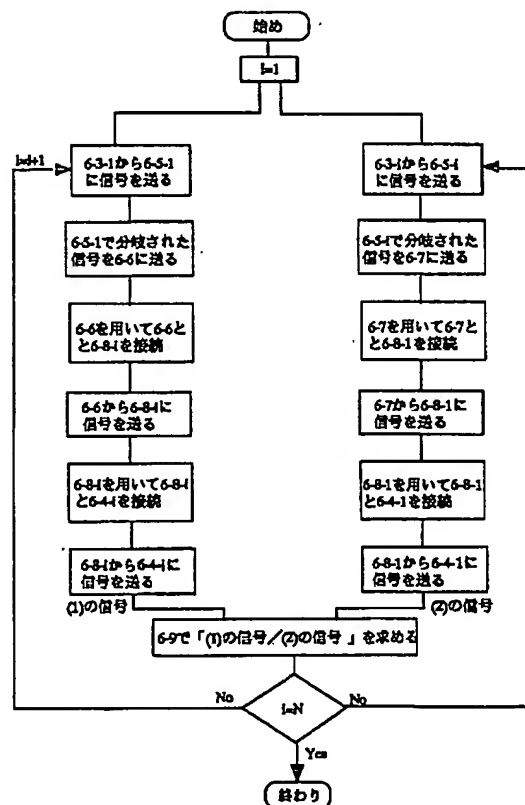 始め
i=1
i=i+1
6-3-1から6-5-1
に信号を送る
6-5-1で分岐された
信号を6-6に送る
6-6を用いて6-6と
と6-8-iを接続
6-6から6-8-iに
信号を送る
6-8-iを用いて6-8-i
と6-4-iを接続
6-8-iから6-4-iに
信号を送る
(1)の信号
6-3-iから6-5-i
に信号を送る
6-5-iで分岐された
信号を6-7に送る
6-7を用いて6-7と
と6-8-1を接続
6-7から6-8-1に
信号を送る
6-8-1を用いて6-8-1
と6-4-1を接続
6-8-1から6-4-1に
信号を送る
(2)の信号
6-9で「(1)の信号／(2)の信号 」を求める
No
i=N
No
Yes
終わり